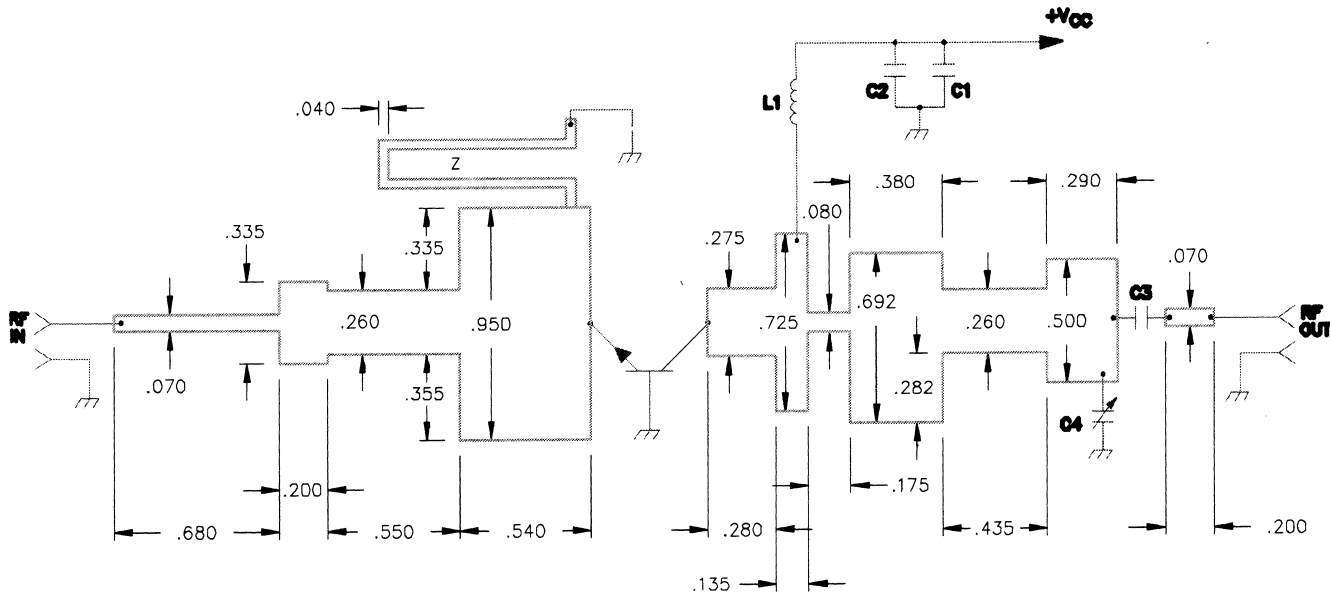 +VCC
.040
L1
C2
C1
Z
.380
.290
.335
.335
.275
.080
.070
C3
RF
IN
.260
.950
.725
.692
.260
.500
RF
OUT
.070
.355
.282
C4
.200
.175
.680
.550
.540
.280
.435
.200
.135